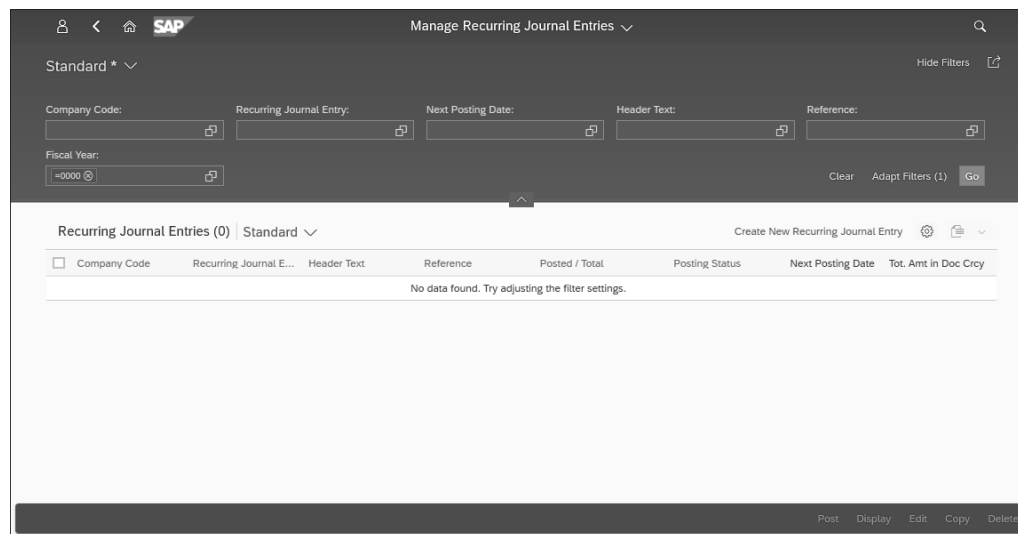 SAP Manage Recurring Journal Entries
Standard * Hide Filters
Company Code: Recurring Journal Entry: Next Posting Date: Header Text: Reference:
Fiscal Year:
=0000 Clear Adapt Filters (1) Go
Recurring Journal Entries (0) Standard Create New Recurring Journal Entry
Company Code Recurring Journal E... Header Text Reference Posted / Total Posting Status Next Posting Date Tot. Amt in Doc Crcy
No data found. Try adjusting the filter settings.
Post Display Edit Copy Delete